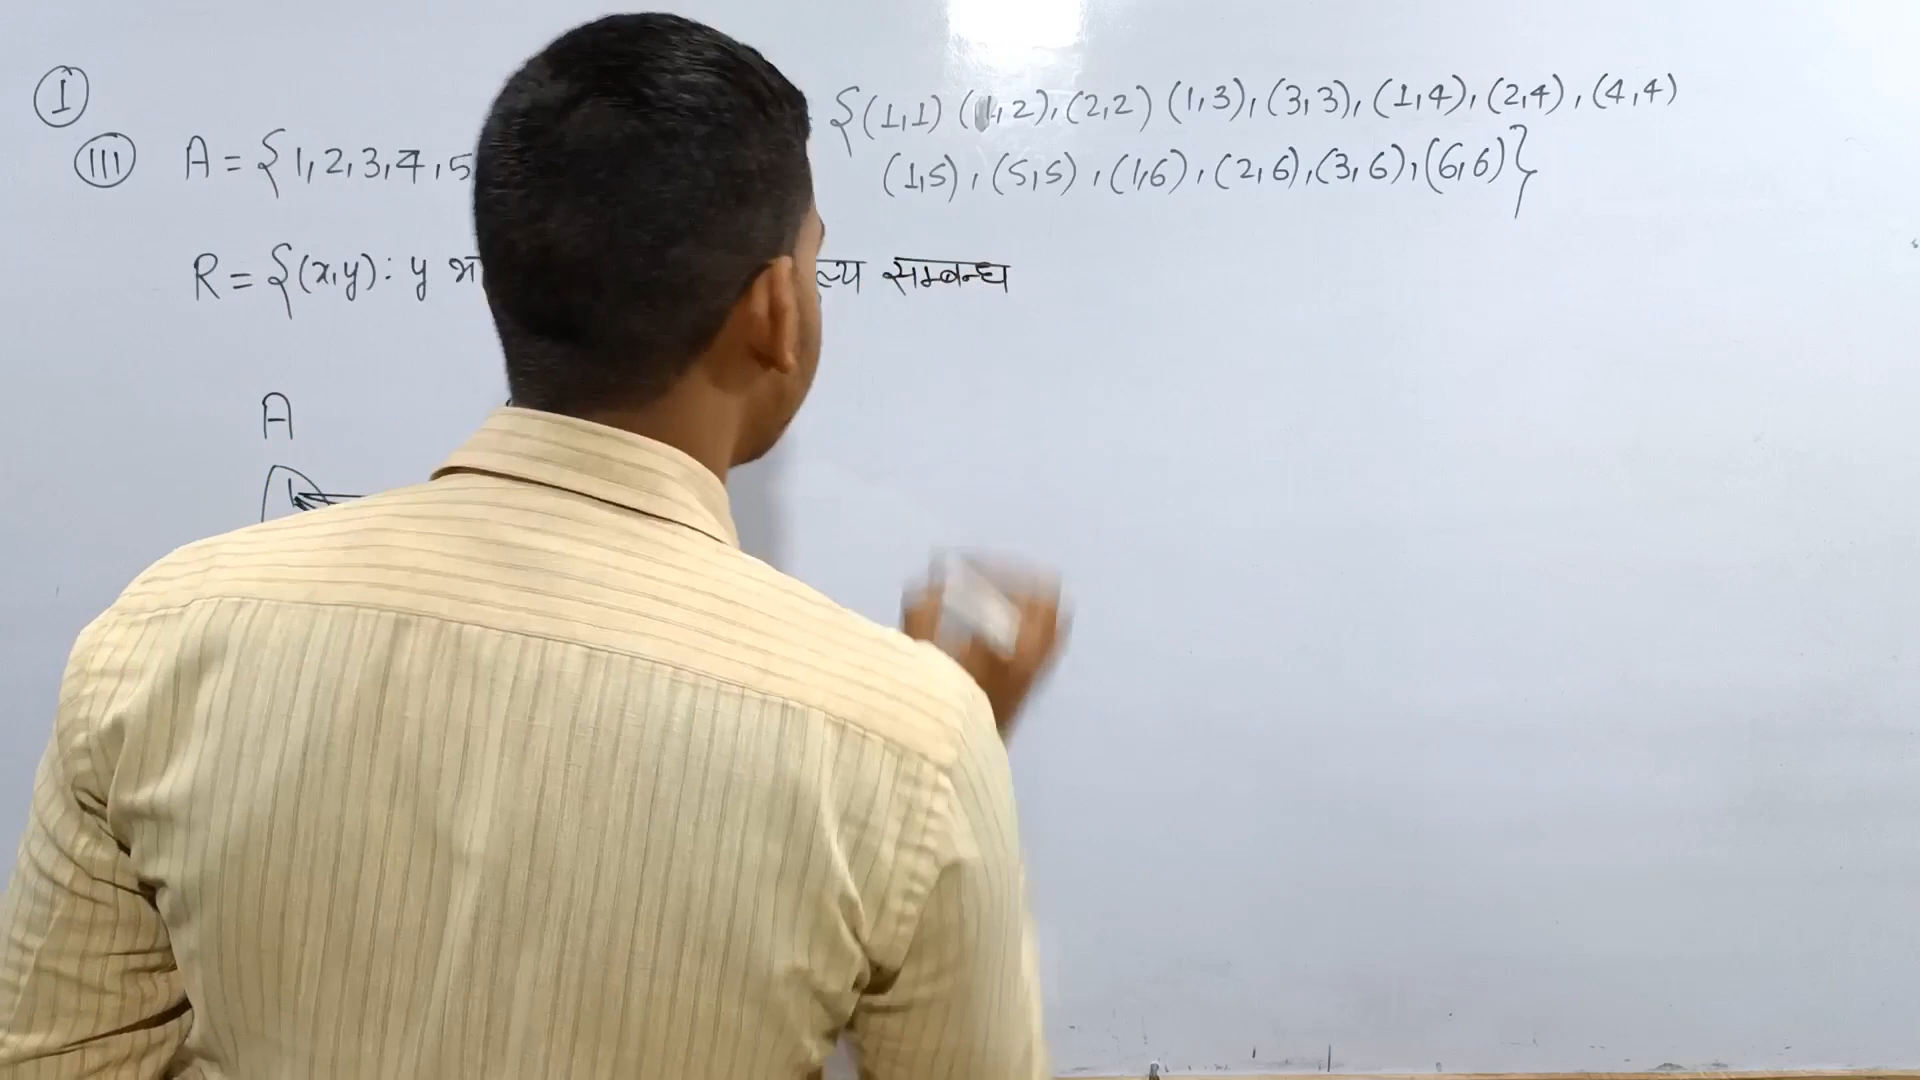 I
III A = {1,2,3,4,5
{(1,1) (1,2), (2,2) (1,3), (3,3), (1,4), (2,4), (4,4)
(1,5), (5,5), (1,6), (2,6), (3,6), (6,6)}
R = {(x,y): y
सम्बन्ध
A